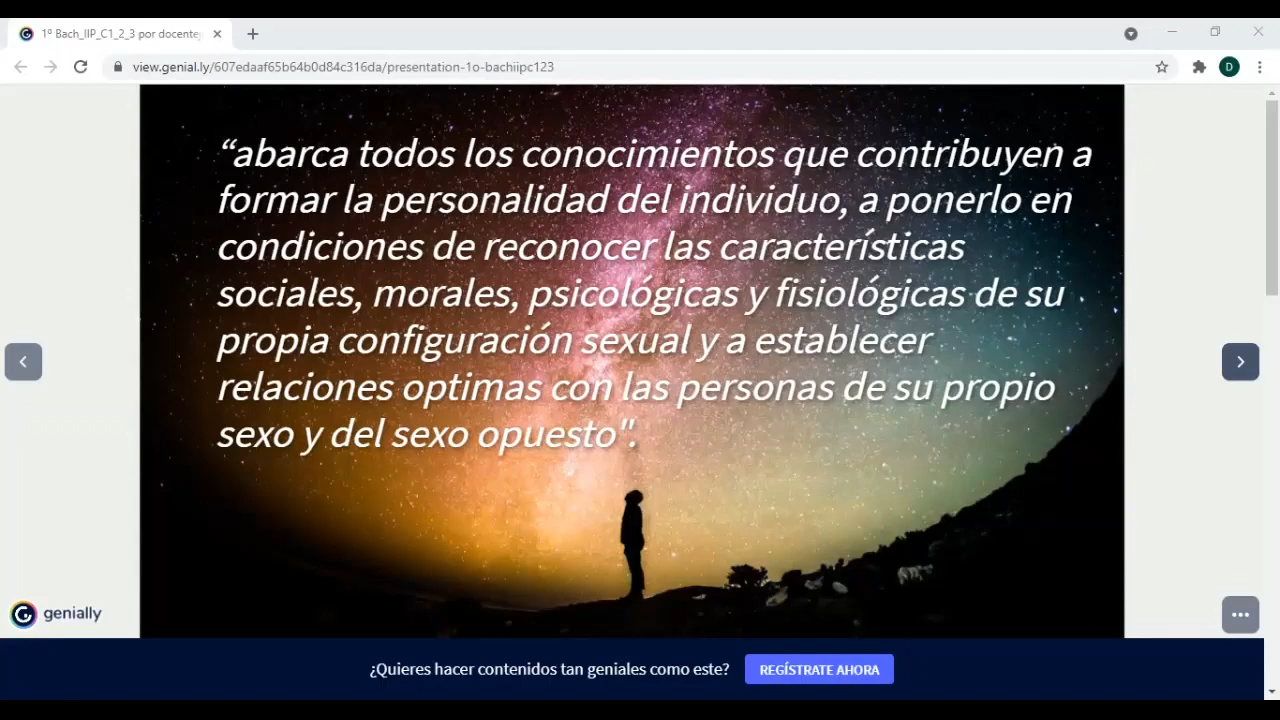 1º Bach_IIP_C1_2_3 por docente
view.genial.ly/607edaaf65b64b0d84c316da/presentation-1o-bachiipc123
D
“abarca todos los conocimientos que contribuyen a
formar la personalidad del individuo, a ponerlo en
condiciones de reconocer las características
sociales, morales, psicológicas y fisiológicas de su
propia configuración sexual y a establecer
relaciones optimas con las personas de su propio
sexo y del sexo opuesto".
genially
¿Quieres hacer contenidos tan geniales como este?
REGÍSTRATE AHORA